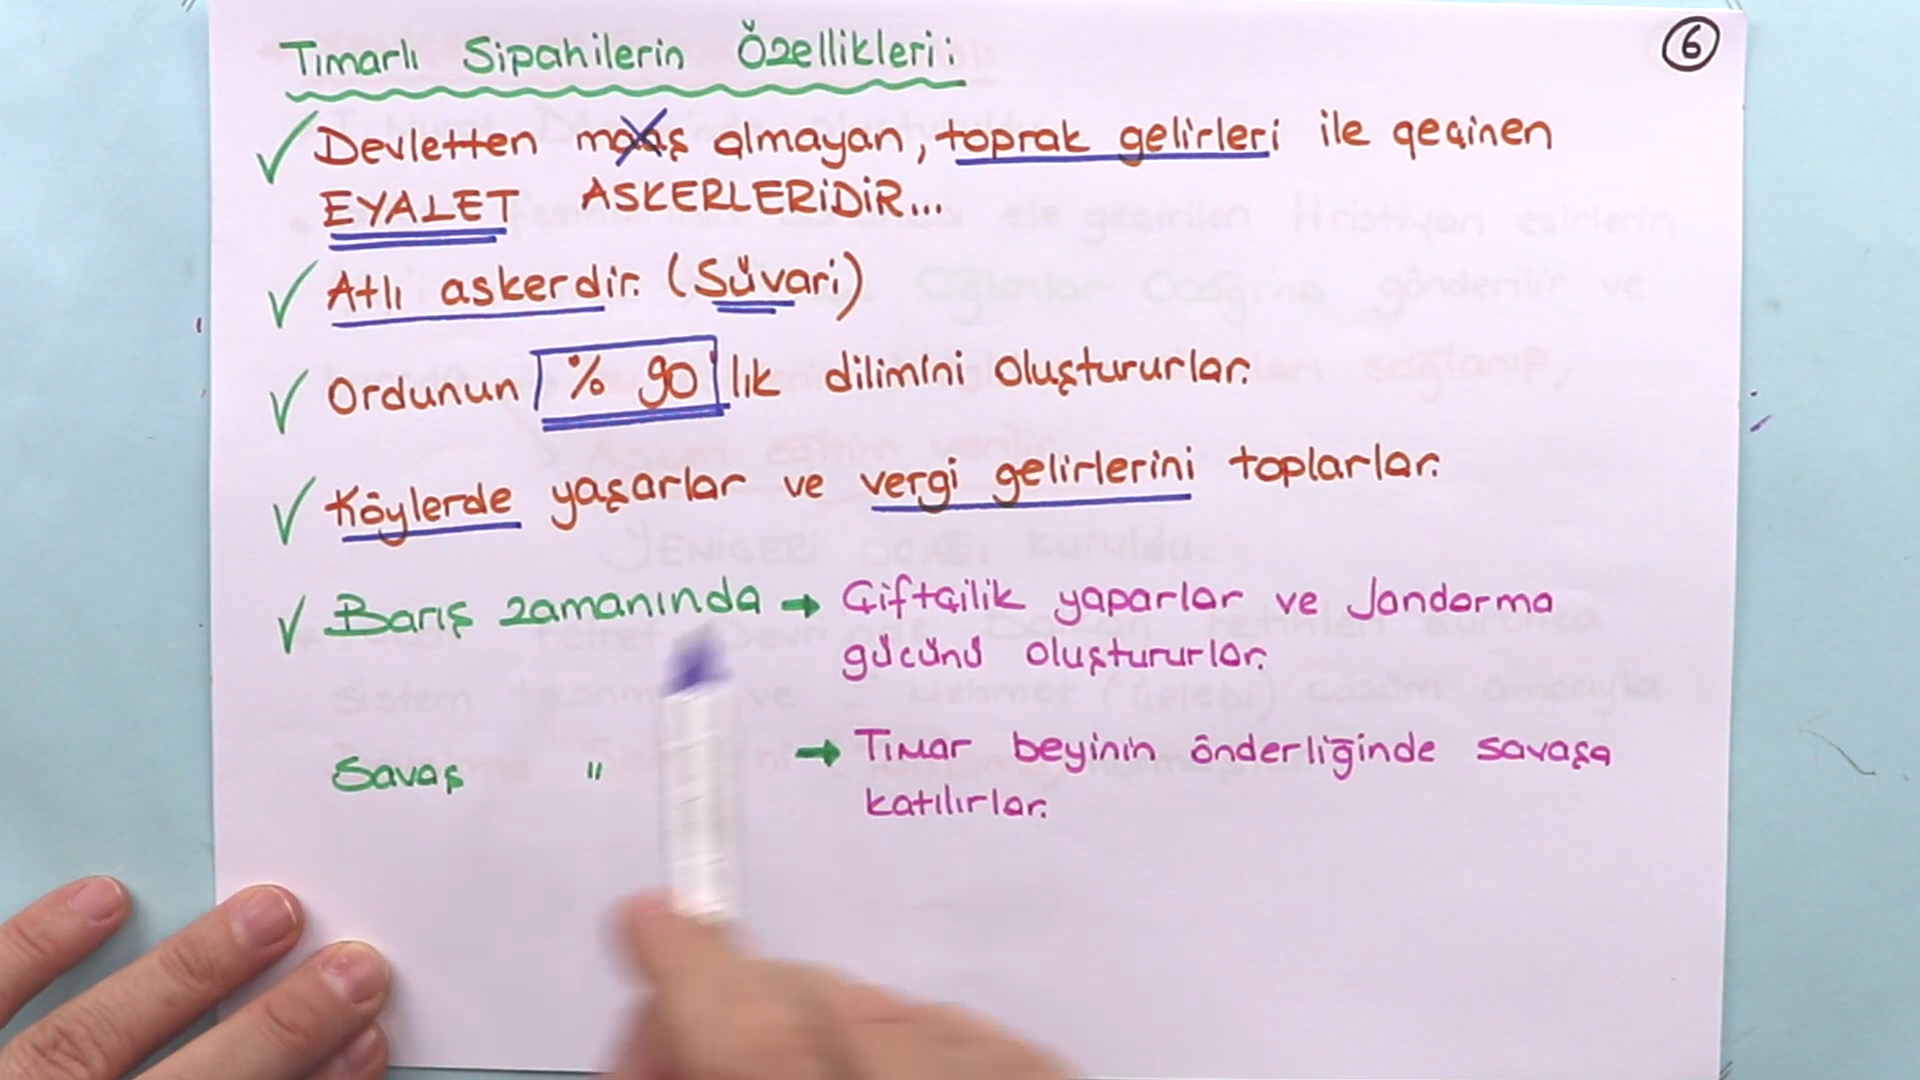 6
Tımarlı Sipahilerin Özellikleri:
✓ Devletten maaş almayan, toprak gelirleri ile geçinen
EYALET ASKERLERİDİR...
✓ Atlı askerdir. (Süvari)
✓ Ordunun % 90 lık dilimini oluştururlar.
✓ Köylerde yaşarlar ve vergi gelirlerini toplarlar.
✓ Barış zamanında → Çiftçilik yaparlar ve Jandarma
gücünü oluştururlar.
Savaş " → Tımar beyinin önderliğinde savaşa
katılırlar.